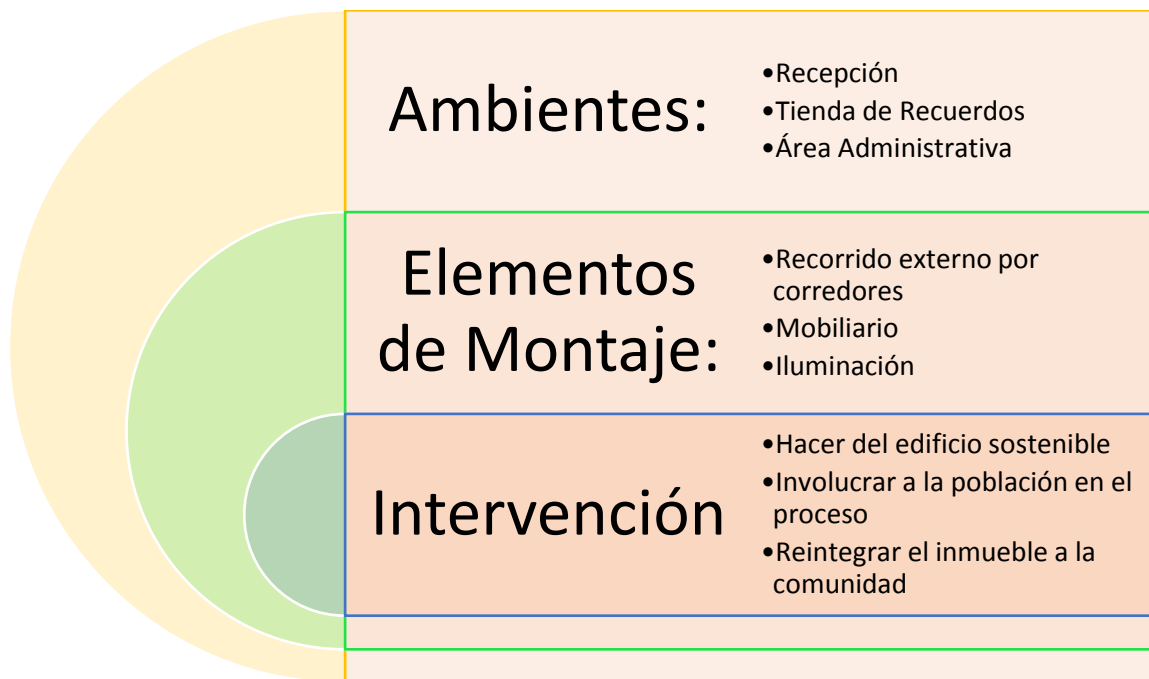 Ambientes:
•Recepción
•Tienda de Recuerdos
•Área Administrativa
Elementos
de Montaje:
•Recorrido externo por
corredores
•Mobiliario
•Iluminación
Intervención
•Hacer del edificio sostenible
•Involucrar a la población en el
proceso
•Reintegrar el inmueble a la
comunidad